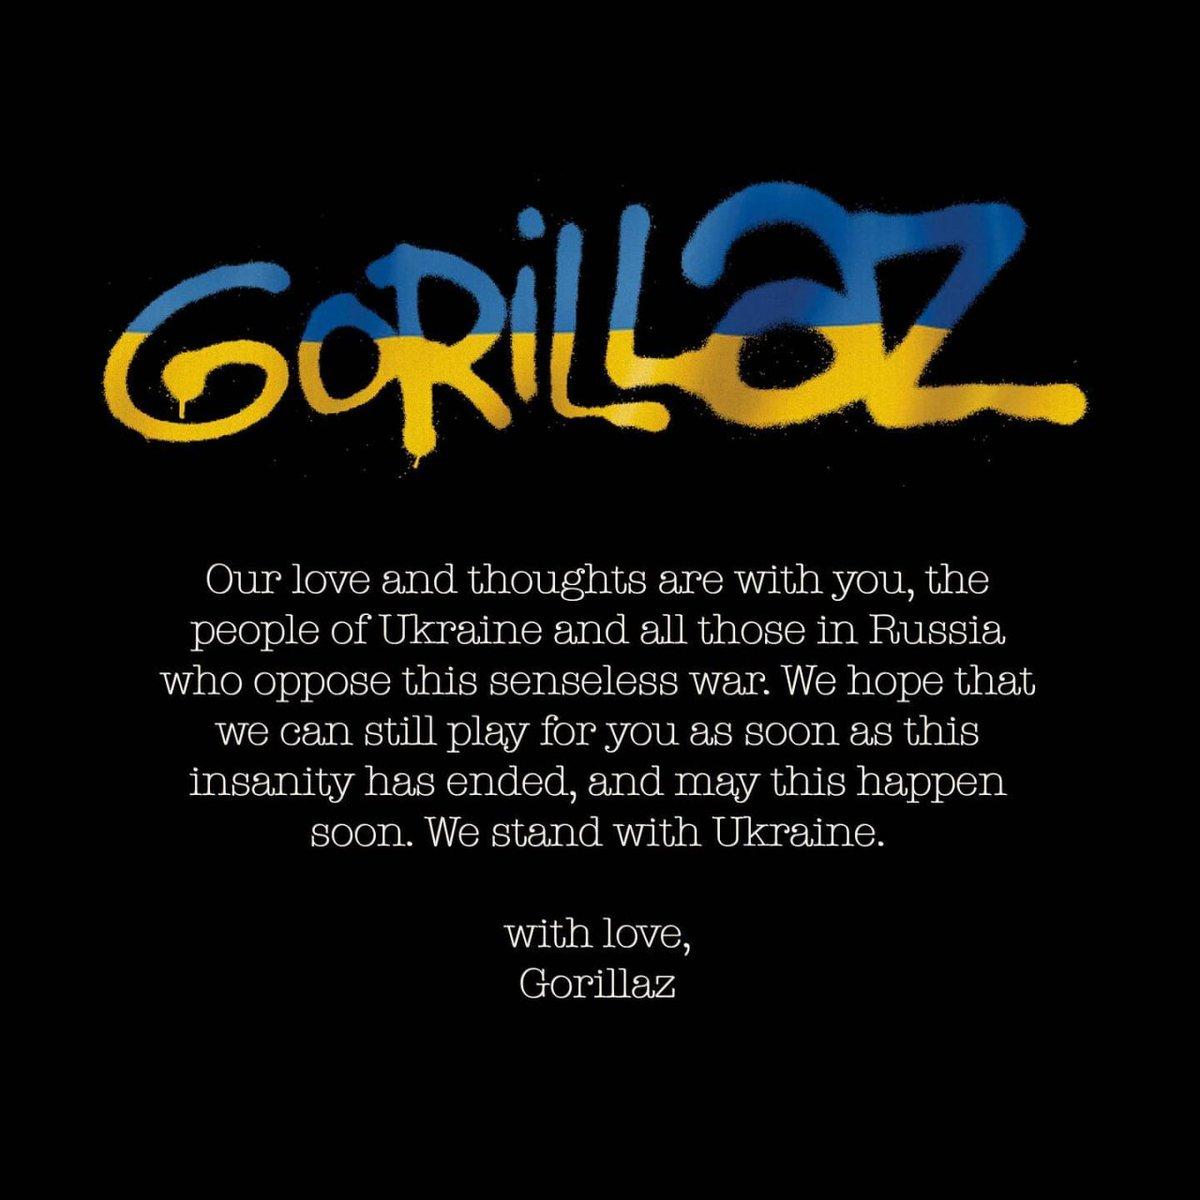 GORiLLaz
Our love and thoughts are with you, the
people of Ukraine and all those in Russia
who oppose this senseless war. We hope that
we can still play for you as soon as this
insanity has ended, and may this happen
soon. We stand with Ukraine.
with love,
Gorillaz